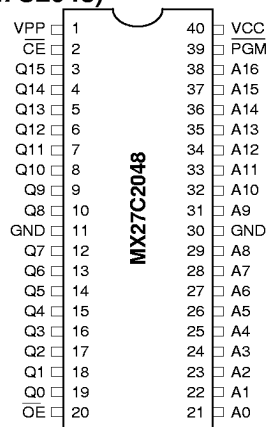 VPP 1 40 VCC
CE 2 39 PGM
Q15 3 38 A16
Q14 4 37 A15
Q13 5 36 A14
Q12 6 35 A13
Q11 7 34 A12
Q10 8 33 A11
Q9 9 32 A10
Q8 10 31 A9
GND 11 30 GND
Q7 12 29 A8
Q6 13 28 A7
Q5 14 27 A6
Q4 15 26 A5
Q3 16 25 A4
Q2 17 24 A3
Q1 18 23 A2
Q0 19 22 A1
OE 20 21 A0
MX27C2048